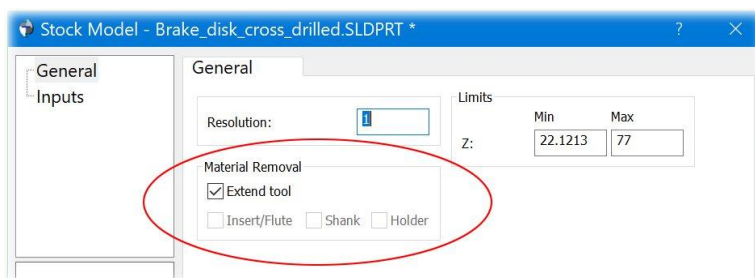 Stock Model - Brake_disk_cross_drilled.SLDPRT * ? ×
General
Inputs
General
Resolution: 1
Limits
Min Max
Z: 22.1213 77
Material Removal
Extend tool
Insert/Flute Shank Holder